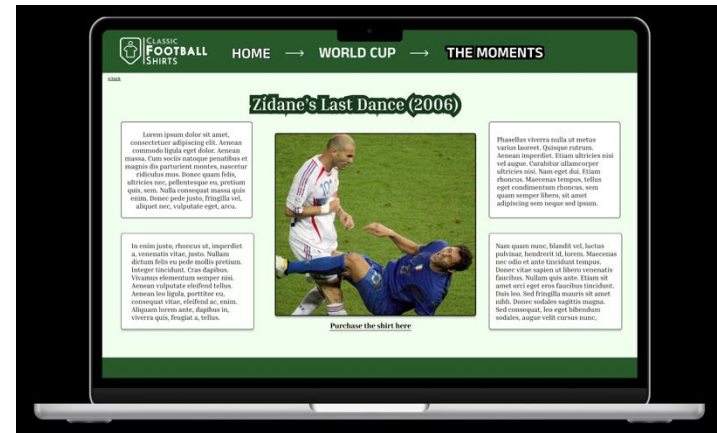 CLASSIC
FOOTBALL
SHIRTS
HOME → WORLD CUP → THE MOMENTS
Zidane's Last Dance (2006)
Lorem ipsum dolor sit amet,
consectetuer adipiscing elit. Aenean
commodo ligula eget dolor. Aenean
massa. Cum sociis natoque penatibus et
magnis dis parturient montes, nascetur
ridiculus mus. Donec quam felis,
ultricies nec, pellentesque eu, pretium
quis, sem. Nulla consequat massa quis
enim. Donec pede justo, fringilla vel,
aliquet nec, vulputate eget, arcu.
In enim justo, rhoncus ut, imperdiet
a, venenatis vitae, justo. Nullam
dictum felis eu pede mollis pretium.
Integer tincidunt. Cras dapibus.
Vivamus elementum semper nisi.
Aenean vulputate eleifend tellus.
Aenean leo ligula, porttitor eu,
consequat vitae, eleifend ac, enim.
Aliquam lorem ante, dapibus in,
viverra quis, feugiat a, tellus.
Purchase the shirt here
Phasellus viverra nulla ut metus
varius laoreet. Quisque rutrum.
Aenean imperdiet. Etiam ultricies nisi
vel augue. Curabitur ullamcorper
ultricies nisi. Nam eget dui. Etiam
rhoncus. Maecenas tempus, tellus
eget condimentum rhoncus, sem
quam semper libero, sit amet
adipiscing sem neque sed ipsum.
Nam quam nunc, blandit vel, luctus
pulvinar, hendrerit id, lorem. Maecenas
nec odio et ante tincidunt tempus.
Donec vitae sapien ut libero venenatis
faucibus. Nullam quis ante. Etiam sit
amet orci eget eros faucibus tincidunt.
Duis leo. Sed fringilla mauris sit amet
nibh. Donec sodales sagittis magna.
Sed consequat, leo eget bibendum
sodales, augue velit cursus nunc,